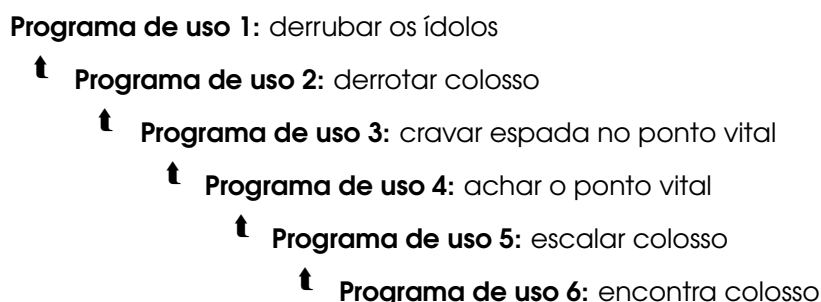 Programa de uso 1: derrubar os ídolos
Programa de uso 2: derrotar colosso
Programa de uso 3: cravar espada no ponto vital
Programa de uso 4: achar o ponto vital
Programa de uso 5: escalar colosso
Programa de uso 6: encontra colosso